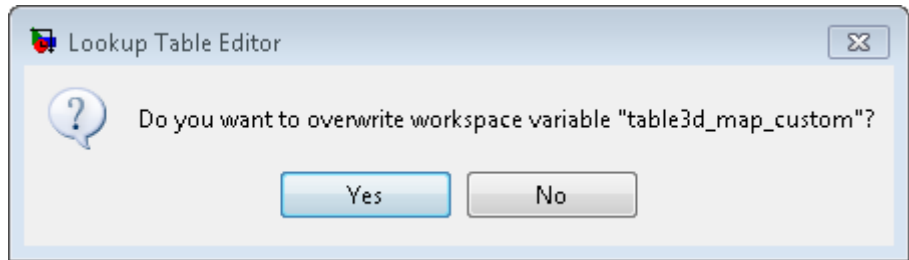 Lookup Table Editor
Do you want to overwrite workspace variable "table3d_map_custom"?
Yes
No